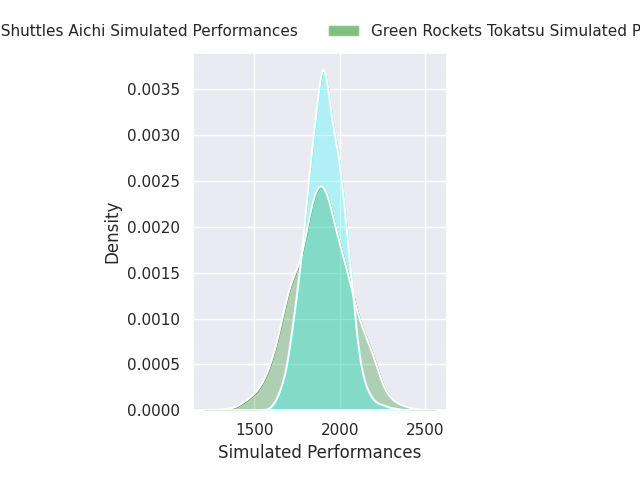 Shuttles Aichi Simulated Performances
Green Rockets Tokatsu Simulated P
0.0035
0.0030
0.0025
0.0020
0.0015
0.0010
0.0005
0.0000
Density
1500 2000 2500
Simulated Performances